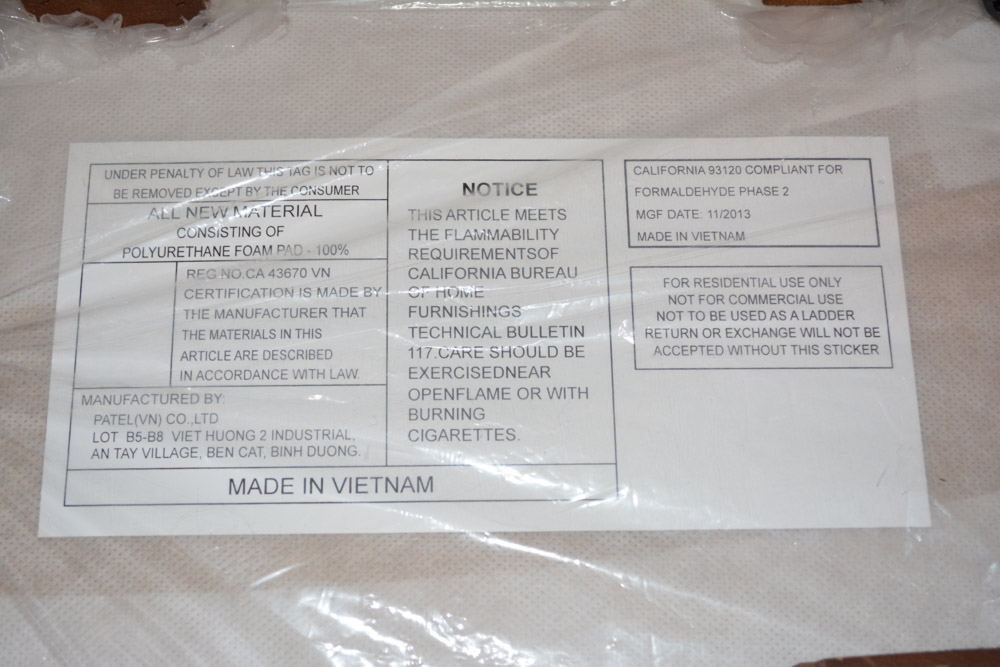 UNDER PENALTY OF LAW THIS TAG IS NOT TO
BE REMOVED EXCEPT BY THE CONSUMER
ALL NEW MATERIAL
CONSISTING OF
POLYURETHANE FOAM PAD - 100%
REG NO.CA 43670 VN
CERTIFICATION IS MADE BY
THE MANUFACTURER THAT
THE MATERIALS IN THIS
ARTICLE ARE DESCRIBED
IN ACCORDANCE WITH LAW.
MANUFACTURED BY:
PATEL(VN) CO.,LTD
LOT B5-B8 VIET HUONG 2 INDUSTRIAL,
AN TAY VILLAGE, BEN CAT, BINH DUONG.
MADE IN VIETNAM
NOTICE
THIS ARTICLE MEETS
THE FLAMMABILITY
REQUIREMENTSOF
CALIFORNIA BUREAU
OF HOME
FURNISHINGS
TECHNICAL BULLETIN
117.CARE SHOULD BE
EXERCISEDNEAR
OPENFLAME OR WITH
BURNING
CIGARETTES.
CALIFORNIA 93120 COMPLIANT FOR
FORMALDEHYDE PHASE 2
MGF DATE: 11/2013
MADE IN VIETNAM
FOR RESIDENTIAL USE ONLY
NOT FOR COMMERCIAL USE
NOT TO BE USED AS A LADDER
RETURN OR EXCHANGE WILL NOT BE
ACCEPTED WITHOUT THIS STICKER